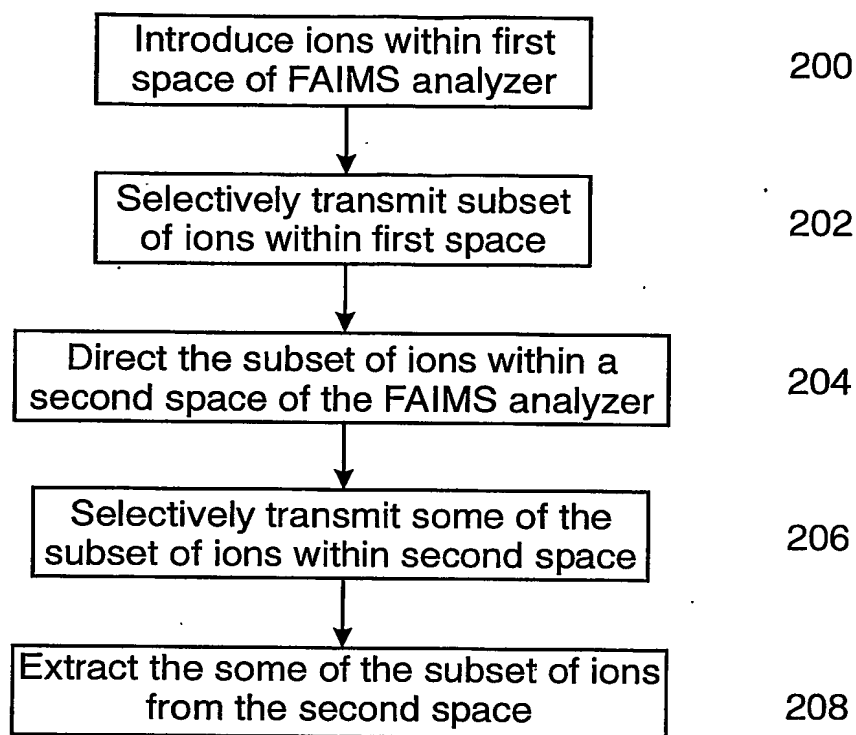 Introduce ions within first
space of FAIMS analyzer
200
Selectively transmit subset
of ions within first space
202
Direct the subset of ions within a
second space of the FAIMS analyzer
204
Selectively transmit some of the
subset of ions within second space
206
Extract the some of the subset of ions
from the second space
208